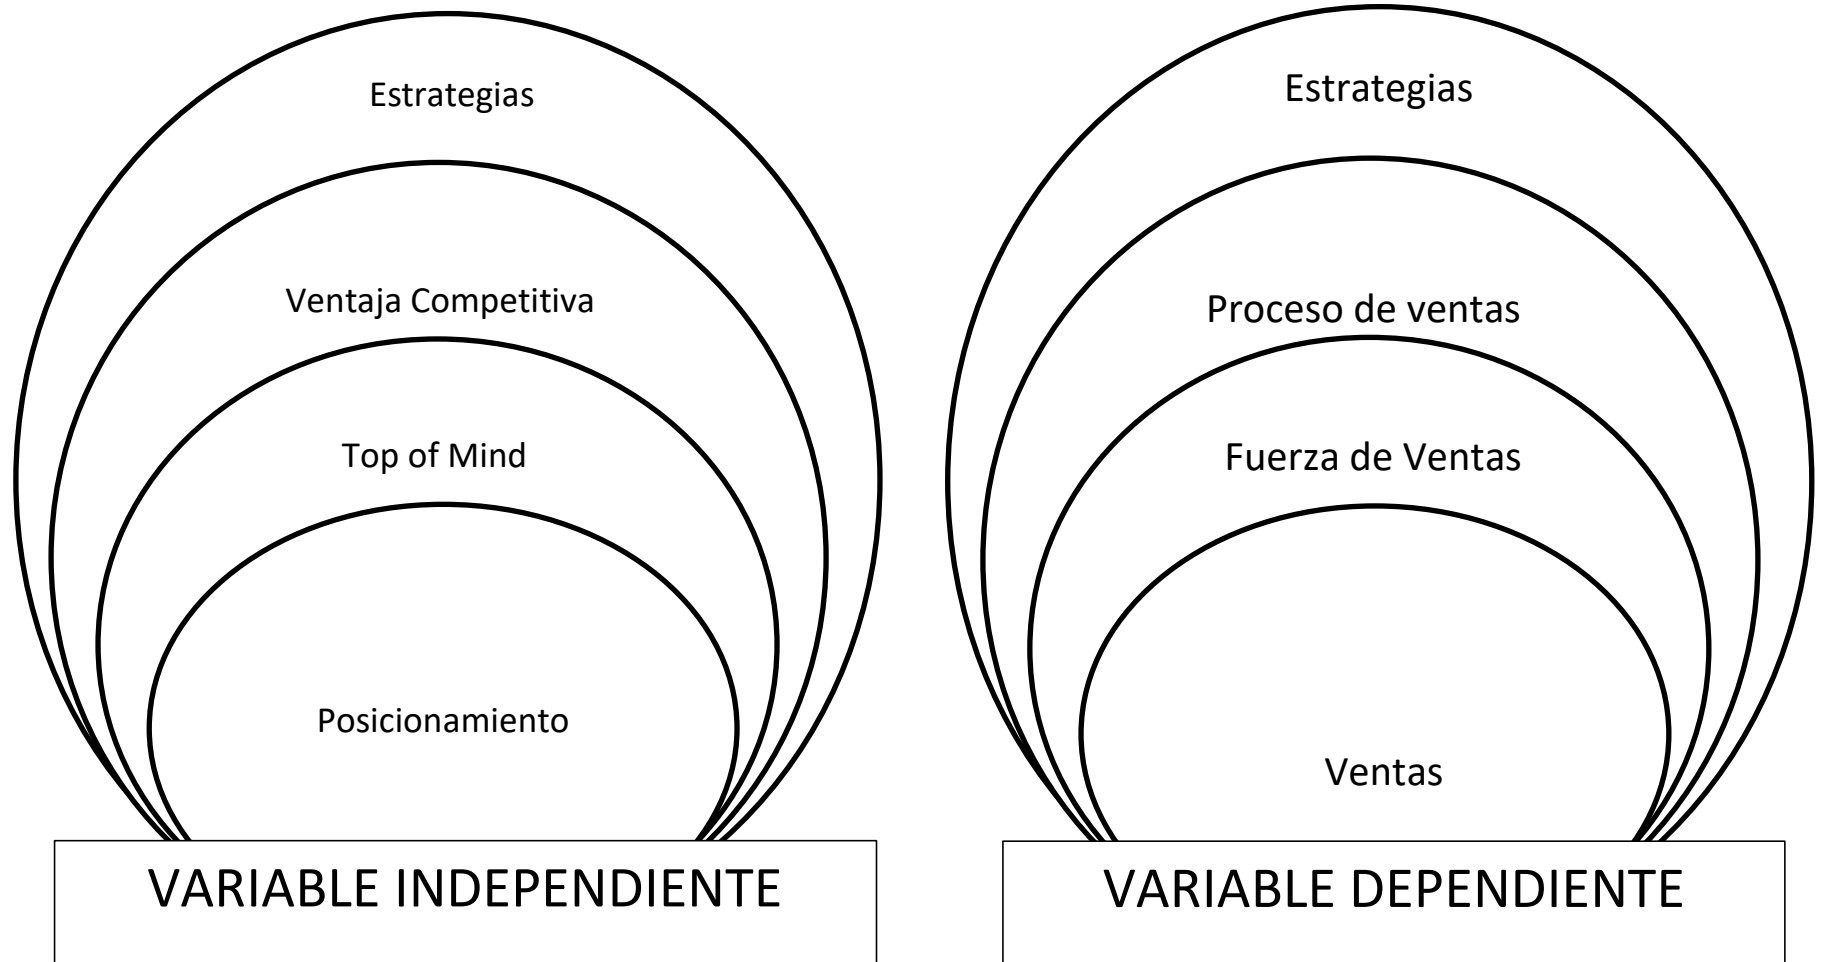 Estrategias
Ventaja Competitiva
Top of Mind
Posicionamiento
VARIABLE INDEPENDIENTE
Estrategias
Proceso de ventas
Fuerza de Ventas
Ventas
VARIABLE DEPENDIENTE